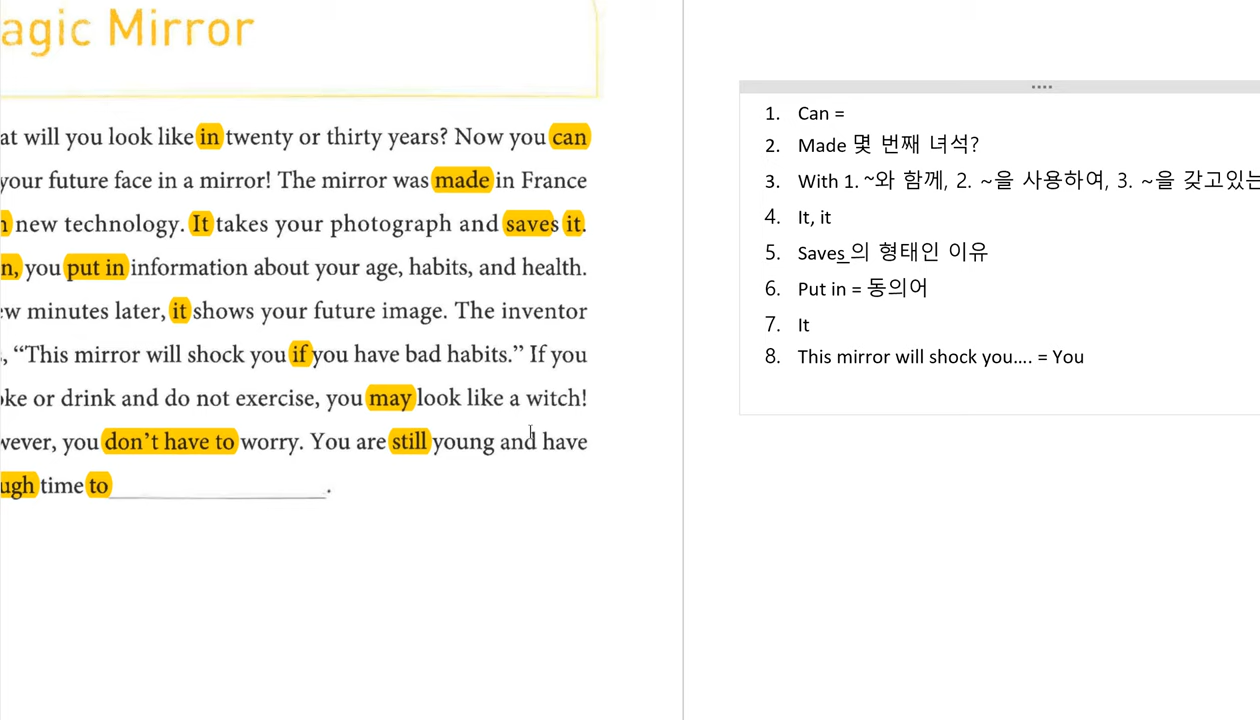 agic Mirror
at will you look like in twenty or thirty years? Now you can
your future face in a mirror! The mirror was made in France
new technology. It takes your photograph and saves it.
n, you put in information about your age, habits, and health.
ew minutes later, it shows your future image. The inventor
, “This mirror will shock you if you have bad habits.” If you
oke or drink and do not exercise, you may look like a witch!
wever, you don’t have to worry. You are still young and have
ugh time to ____________________.
1. Can =
2. Made 몇 번째 녀석?
3. With 1. ~와 함께, 2. ~을 사용하여, 3. ~을 갖고있는
4. It, it
5. Saves 의 형태인 이유
6. Put in = 동의어
7. It
8. This mirror will shock you.... = You